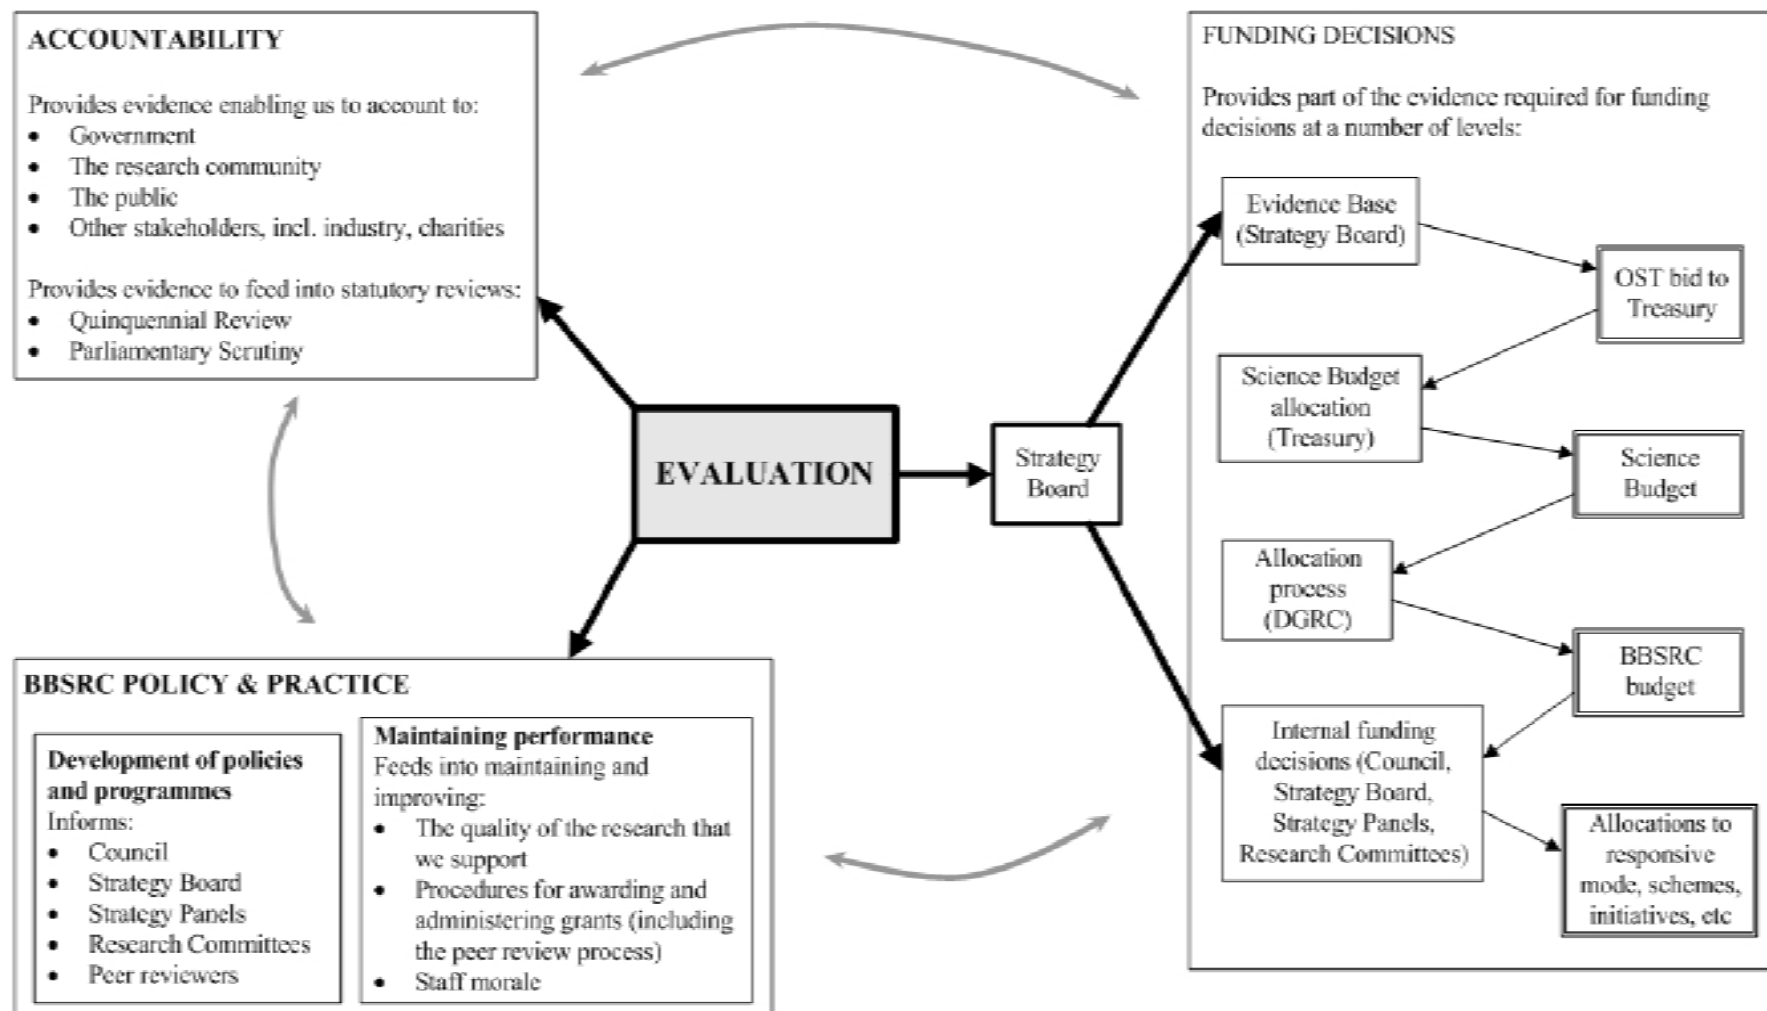 ACCOUNTABILITY
Provides evidence enabling us to account to:
• Government
• The research community
• The public
• Other stakeholders, incl. industry, charities
Provides evidence to feed into statutory reviews:
• Quinquennial Review
• Parliamentary Scrutiny
EVALUATION
Strategy
Board
BBSRC POLICY & PRACTICE
Development of policies
and programmes
Informs:
• Council
• Strategy Board
• Strategy Panels
• Research Committees
• Peer reviewers
Maintaining performance
Feeds into maintaining and
improving:
• The quality of the research that
we support
• Procedures for awarding and
administering grants (including
the peer review process)
• Staff morale
FUNDING DECISIONS
Provides part of the evidence required for funding
decisions at a number of levels:
Evidence Base
(Strategy Board)
OST bid to
Treasury
Science Budget
allocation
(Treasury)
Science
Budget
Allocation
process
(DGRC)
BBSRC
budget
Internal funding
decisions (Council,
Strategy Board,
Strategy Panels,
Research Committees)
Allocations to
responsive
mode, schemes,
initiatives, etc